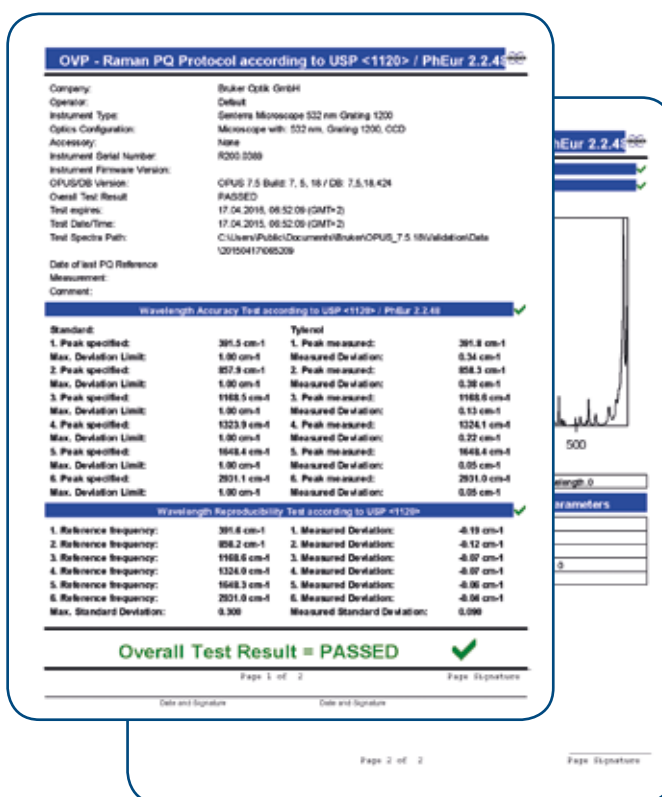 OVP - Raman PQ Protocol according to USP <1120> / PhEur 2.2.48
Company: Bruker Optik GmbH
Operator: Default
Instrument Type: Senterra Microscope 532 nm Grating 1200
Optics Configuration: Microscope with: 532 nm, Grating 1200, CCD
Accessory: None
Instrument Serial Number: R200.0389
Instrument Firmware Version:
OPUS/DB Version: OPUS 7.5 Build: 7, 5, 18 / DB: 7,5,18,424
Overall Test Result PASSED
Test expires: 17.04.2016, 06:52:09 (GMT+2)
Test Date/Time: 17.04.2015, 06:52:09 (GMT+2)
Test Spectra Path: C:\Users\Public\Documents\Bruker\OPUS_7.5.18\Validation\Data
\20150417\065209
Date of last PQ Reference
Measurement:
Comment:
Wavelength Accuracy Test according to USP <1120> / PhEur 2.2.48
Standard: Tylenol
1. Peak specified: 391.5 cm-1 1. Peak measured: 391.8 cm-1
Max. Deviation Limit: 1.00 cm-1 Measured Deviation: 0.34 cm-1
2. Peak specified: 857.9 cm-1 2. Peak measured: 858.3 cm-1
Max. Deviation Limit: 1.00 cm-1 Measured Deviation: 0.38 cm-1
3. Peak specified: 1168.5 cm-1 3. Peak measured: 1168.6 cm-1
Max. Deviation Limit: 1.00 cm-1 Measured Deviation: 0.13 cm-1
4. Peak specified: 1323.9 cm-1 4. Peak measured: 1324.1 cm-1
Max. Deviation Limit: 1.00 cm-1 Measured Deviation: 0.22 cm-1
5. Peak specified: 1648.4 cm-1 5. Peak measured: 1648.4 cm-1
Max. Deviation Limit: 1.00 cm-1 Measured Deviation: 0.05 cm-1
6. Peak specified: 2931.1 cm-1 6. Peak measured: 2931.0 cm-1
Max. Deviation Limit: 1.00 cm-1 Measured Deviation: 0.05 cm-1
Wavelength Reproducibility Test according to USP <1120>
1. Reference frequency: 391.6 cm-1 1. Measured Deviation: -0.19 cm-1
2. Reference frequency: 858.2 cm-1 2. Measured Deviation: -0.12 cm-1
3. Reference frequency: 1168.6 cm-1 3. Measured Deviation: -0.07 cm-1
4. Reference frequency: 1324.0 cm-1 4. Measured Deviation: -0.07 cm-1
5. Reference frequency: 1648.3 cm-1 5. Measured Deviation: -0.06 cm-1
6. Reference frequency: 2931.0 cm-1 6. Measured Deviation:
Max. Standard Deviation: 0.300 Measured Standard Deviation: 0.090
Overall Test Result = PASSED
Page 1 of 2 Page Signature
Date and Signature Date and Signature
hEur 2.2.48
500
elength.0
arameters
0
Page 2 of 2 Page Signature